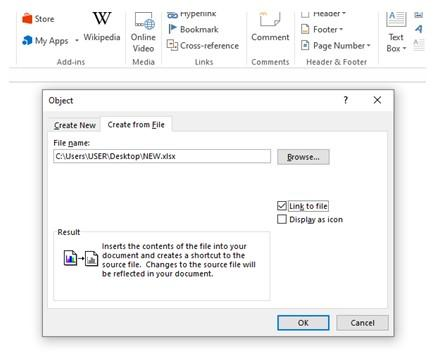 Store
My Apps
Add-ins
Wikipedia
Online
Video
Media
Hyperlink
Bookmark
Cross-reference
Links
Comment
Comments
Header
Footer
Page Number
Header & Footer
Text
Box
Object
?
Create New
Create from File
File name:
C:\Users\USER\Desktop\NEW.xlsx
Browse...
Link to file
Display as icon
Result
Inserts the contents of the file into your
document and creates a shortcut to the
source file. Changes to the source file will
be reflected in your document.
OK
Cancel